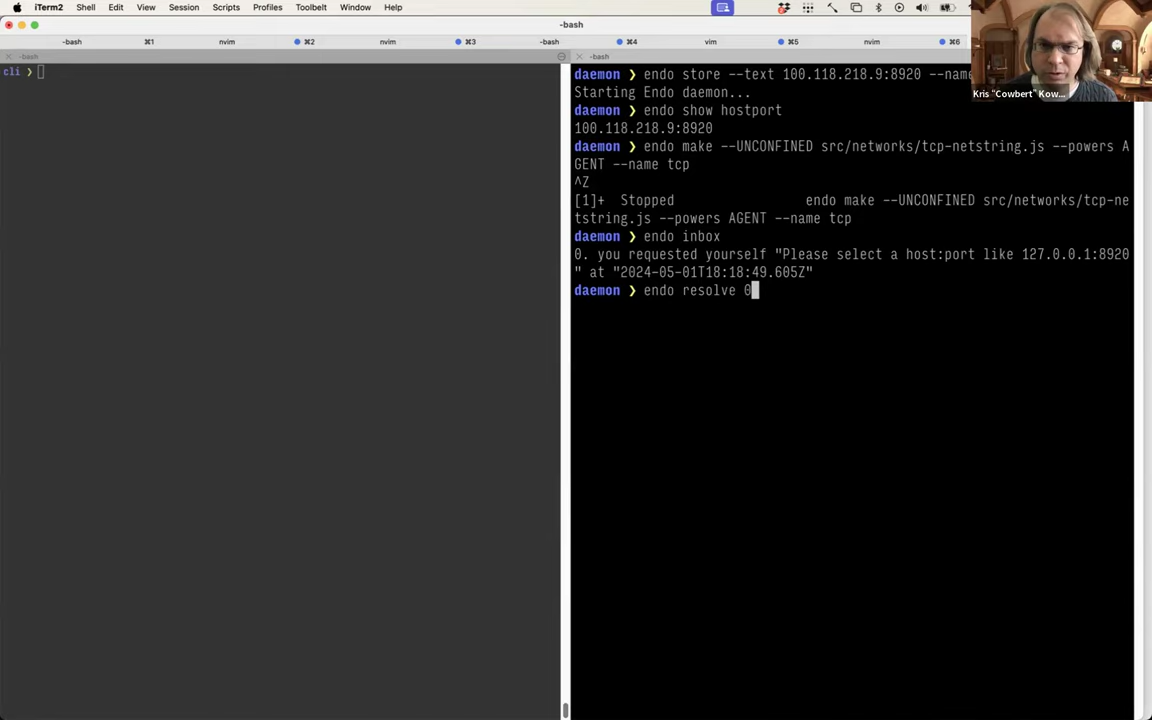 iTerm2 Shell Edit View Session Scripts Profiles Toolbelt Window Help
-bash
-bash ⌘1 nvim ⌘2 nvim ⌘3 -bash ⌘4 vim ⌘5 nvim ⌘6
-bash
-bash
cli ❯
daemon ❯ endo store --text 100.118.218.9:8920 --name
Starting Endo daemon...
daemon ❯ endo show hostport
100.118.218.9:8920
daemon ❯ endo make --UNCONFINED src/networks/tcp-netstring.js --powers A
GENT --name tcp
^Z
[1]+  Stopped                 endo make --UNCONFINED src/networks/tcp-ne
tstring.js --powers AGENT --name tcp
daemon ❯ endo inbox
0. you requested yourself "Please select a host:port like 127.0.0.1:8920
" at "2024-05-01T18:18:49.605Z"
daemon ❯ endo resolve 0
Kris "Cowbert" Kow...